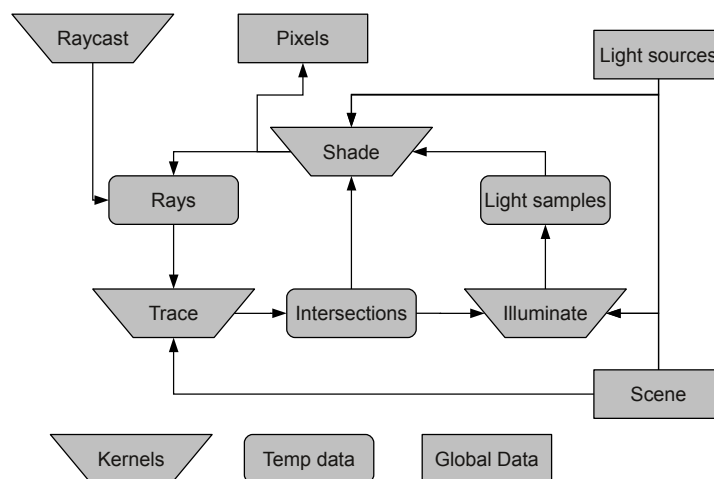 Raycast
Pixels
Light sources
Shade
Rays
Light samples
Trace
Intersections
Illuminate
Scene
Kernels
Temp data
Global Data